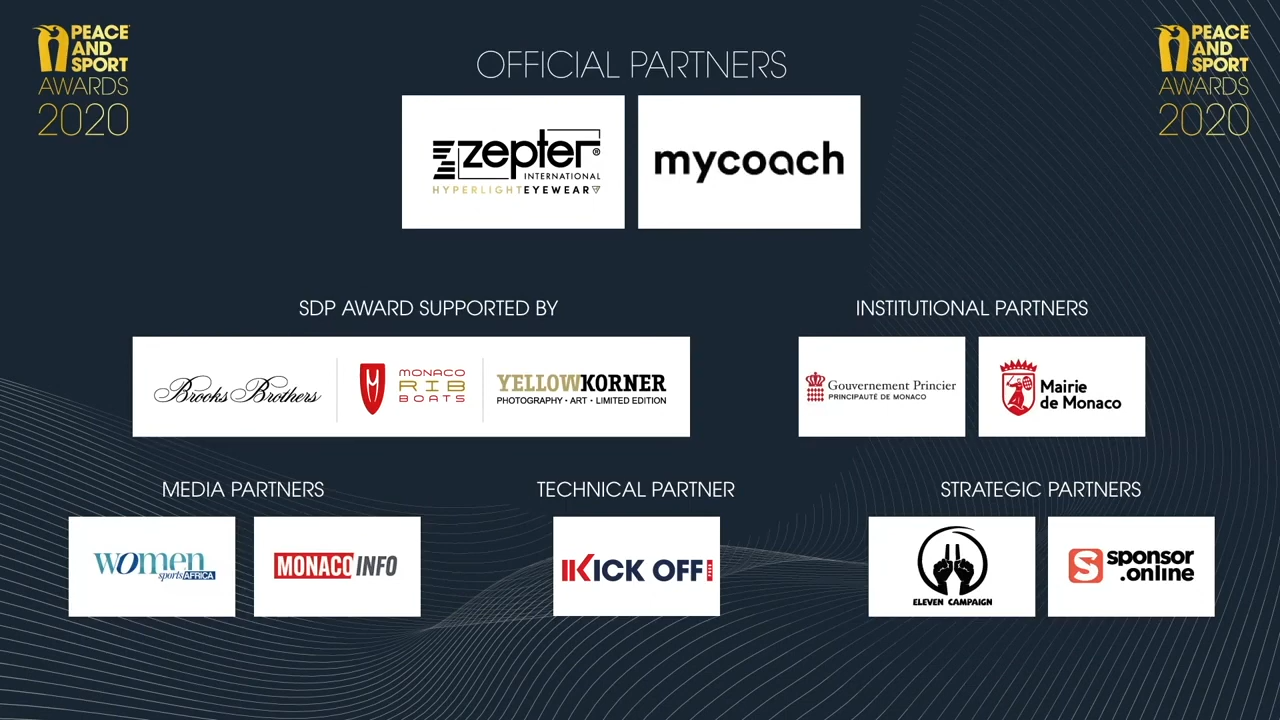 PEACE
AND
SPORT
AWARDS
2020
PEACE
AND
SPORT
AWARDS
2020
OFFICIAL PARTNERS
zepter®
INTERNATIONAL
HYPERLIGHTEYEWEAR
mycoach
SDP AWARD SUPPORTED BY
Brooks Brothers
MONACO
RIB
BOATS
YELLOWKORNER
PHOTOGRAPHY • ART • LIMITED EDITION
INSTITUTIONAL PARTNERS
Gouvernement Princier
PRINCIPAUTÉ DE MONACO
Mairie
de Monaco
MEDIA PARTNERS
women
sportsAFRICA
MONACO INFO
TECHNICAL PARTNER
KICK OFF!
STRATEGIC PARTNERS
ELEVEN CAMPAIGN
S sponsor
.online